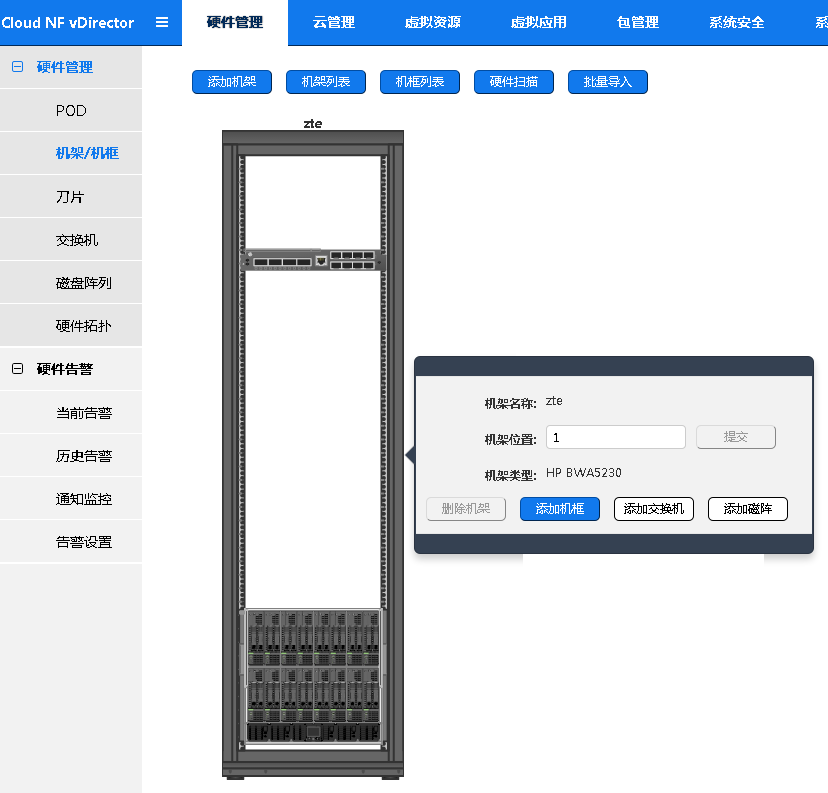 Cloud NF vDirector
硬件管理 云管理 虚拟资源 虚拟应用 包管理 系统安全 系
硬件管理
POD
机架/机框
刀片
交换机
磁盘阵列
硬件拓扑
硬件告警
当前告警
历史告警
通知监控
告警设置
添加机架 机架列表 机框列表 硬件扫描 批量导入
zte
机架名称: zte
机架位置: 1 提交
机架类型: HP BWA5230
删除机架 添加机框 添加交换机 添加磁阵